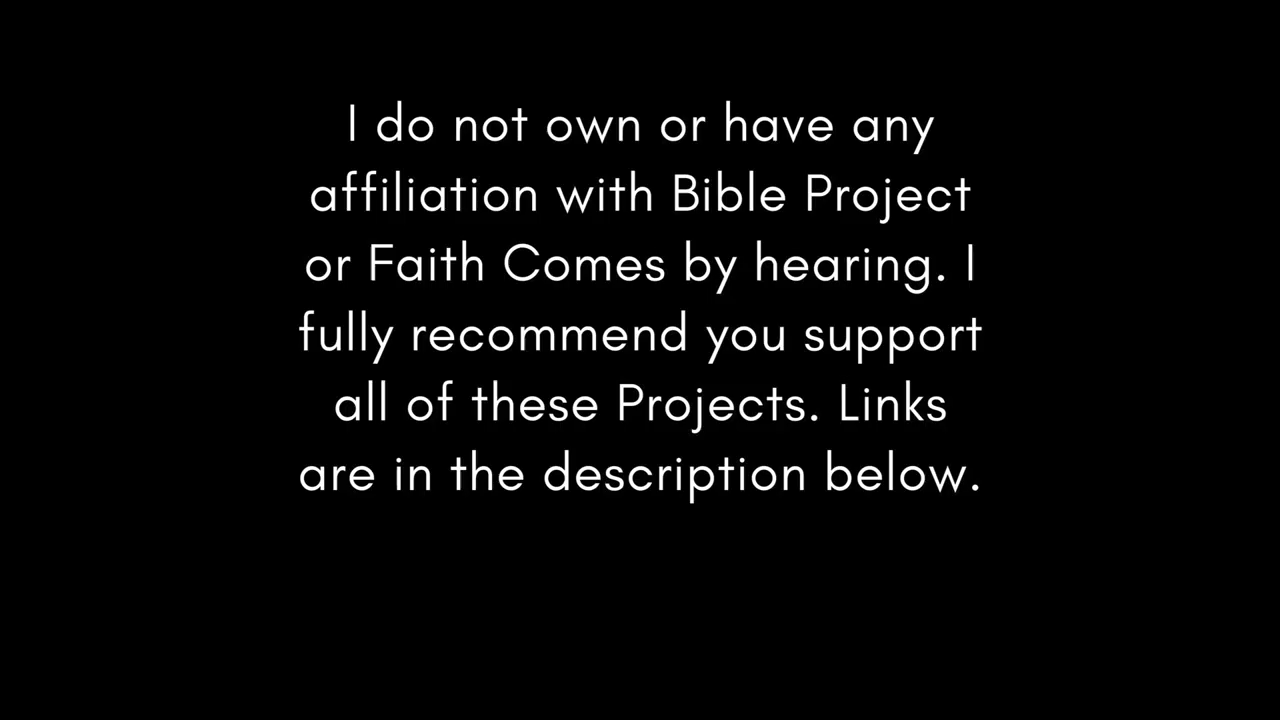 I do not own or have any
affiliation with Bible Project
or Faith Comes by hearing. I
fully recommend you support
all of these Projects. Links
are in the description below.